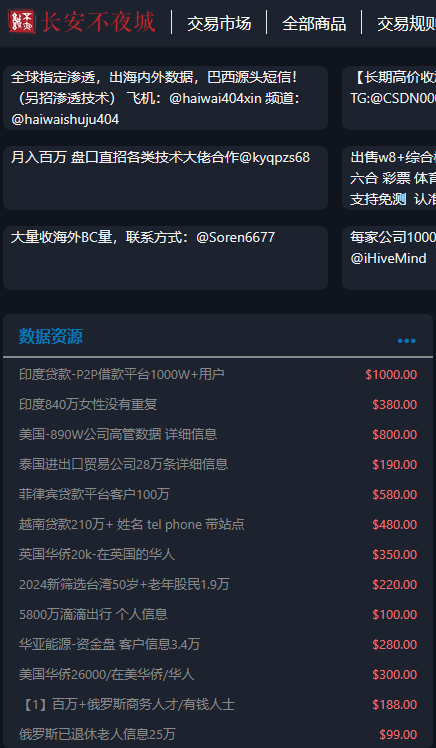 长安不夜城 交易市场 全部商品 交易规则
全球指定渗透，出海内外数据，巴西源头短信！
（另招渗透技术） 飞机：@haiwai404xin 频道：
@haiwaishuju404
【长期高价收
TG:@CSDN00
月入百万 盘口直招各类技术大佬合作@kyqpzs68
出售w8+综合
六合 彩票 体育
支持免测 认准
大量收海外BC量，联系方式：@Soren6677
每家公司1000
@iHiveMind
数据资源
印度贷款-P2P借款平台1000W+用户 $1000.00
印度840万女性没有重复 $380.00
美国-890W公司高管数据 详细信息 $800.00
泰国进出口贸易公司28万条详细信息 $190.00
菲律宾贷款平台客户100万 $580.00
越南贷款210万+ 姓名 tel phone 带站点 $480.00
英国华侨20k-在英国的华人 $350.00
2024新筛选台湾50岁+老年股民1.9万 $220.00
5800万滴滴出行 个人信息 $100.00
华亚能源-资金盘 客户信息3.4万 $280.00
美国华侨26000/在美华侨/华人 $300.00
【1】百万+俄罗斯商务人才/有钱人士 $188.00
俄罗斯已退休老人信息25万 $99.00